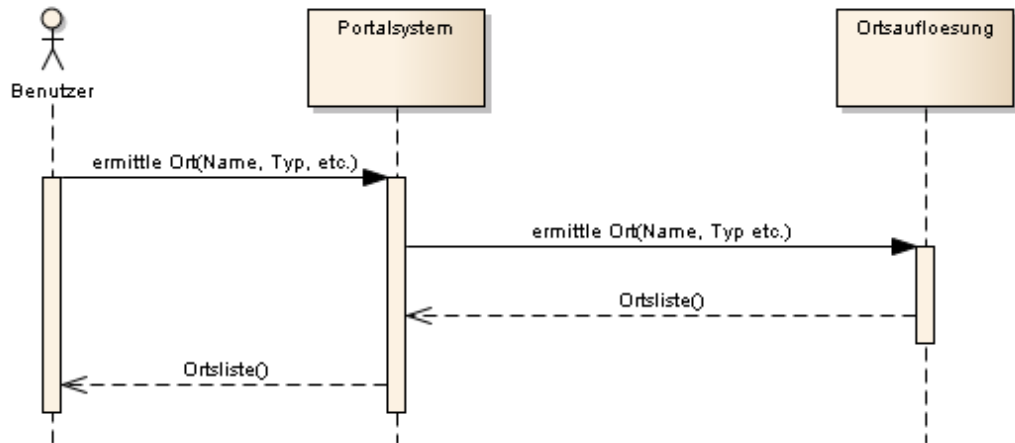 Portalsystem
Ortsaufloesung
Benutzer
ermittle Ort(Name, Typ, etc.)
ermittle Ort(Name, Typ etc.)
Ortsliste()
Ortsliste()